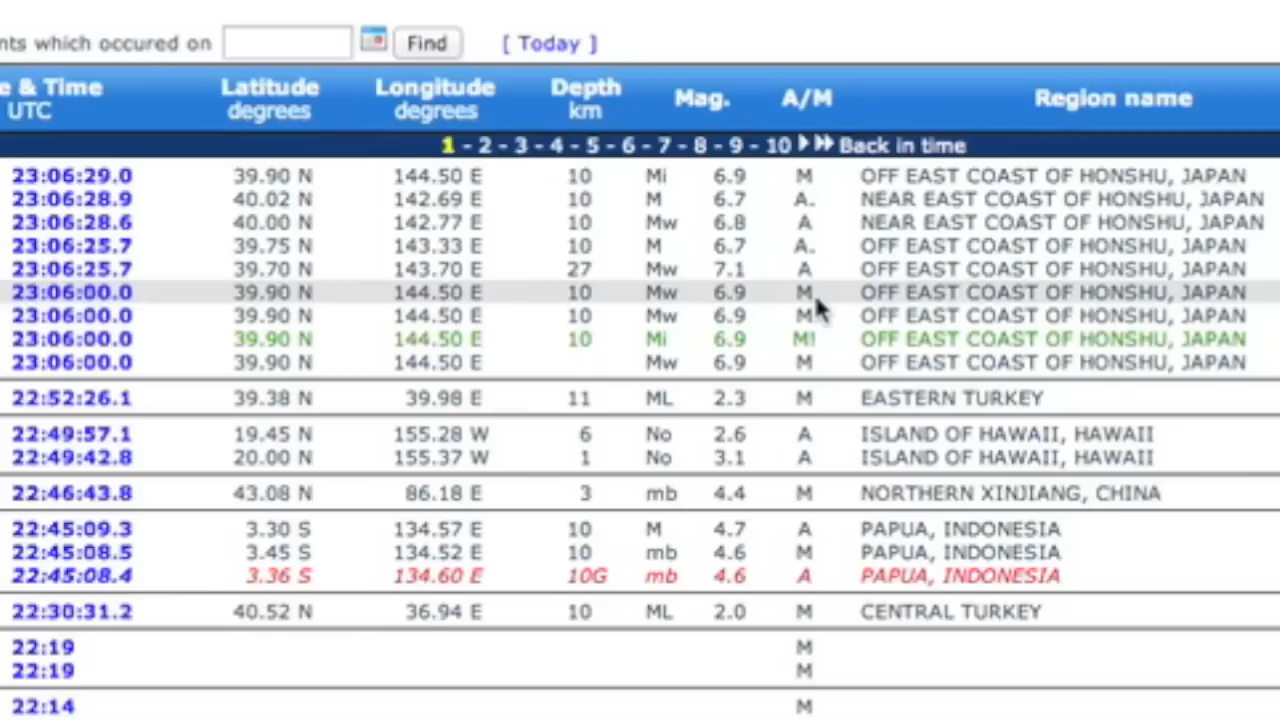 nts which occured on Find [ Today ]
e & Time Latitude Longitude Depth Mag. A/M Region name
UTC degrees degrees km
1 - 2 - 3 - 4 - 5 - 6 - 7 - 8 - 9 - 10 Back in time
23:06:29.0 39.90 N 144.50 E 10 Mi 6.9 M OFF EAST COAST OF HONSHU, JAPAN
23:06:28.9 40.02 N 142.69 E 10 M 6.7 A. NEAR EAST COAST OF HONSHU, JAPAN
23:06:28.6 40.00 N 142.77 E 10 Mw 6.8 A NEAR EAST COAST OF HONSHU, JAPAN
23:06:25.7 39.75 N 143.33 E 10 M 6.7 A. OFF EAST COAST OF HONSHU, JAPAN
23:06:25.7 39.70 N 143.70 E 27 Mw 7.1 A OFF EAST COAST OF HONSHU, JAPAN
23:06:00.0 39.90 N 144.50 E 10 Mw 6.9 M OFF EAST COAST OF HONSHU, JAPAN
23:06:00.0 39.90 N 144.50 E 10 Mw 6.9 M OFF EAST COAST OF HONSHU, JAPAN
23:06:00.0 39.90 N 144.50 E 10 Mi 6.9 M! OFF EAST COAST OF HONSHU, JAPAN
23:06:00.0 39.90 N 144.50 E Mw 6.9 M OFF EAST COAST OF HONSHU, JAPAN
22:52:26.1 39.38 N 39.98 E 11 ML 2.3 M EASTERN TURKEY
22:49:57.1 19.45 N 155.28 W 6 No 2.6 A ISLAND OF HAWAII, HAWAII
22:49:42.8 20.00 N 155.37 W 1 No 3.1 A ISLAND OF HAWAII, HAWAII
22:46:43.8 43.08 N 86.18 E 3 mb 4.4 M NORTHERN XINJIANG, CHINA
22:45:09.3 3.30 S 134.57 E 10 M 4.7 A PAPUA, INDONESIA
22:45:08.5 3.45 S 134.52 E 10 mb 4.6 M PAPUA, INDONESIA
22:45:08.4 3.36 S 134.60 E 10G mb 4.6 A PAPUA, INDONESIA
22:30:31.2 40.52 N 36.94 E 10 ML 2.0 M CENTRAL TURKEY
22:19 M
22:19 M
22:14 M